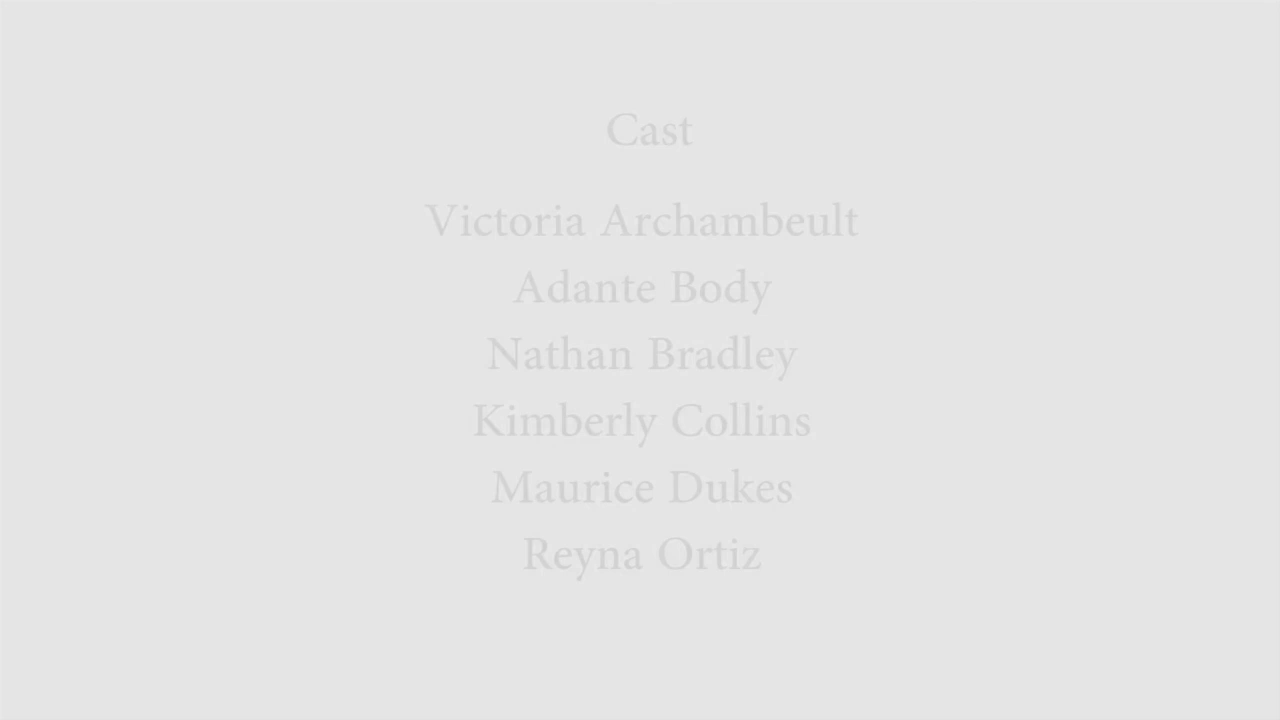 Cast
Victoria Archambeult
Adante Body
Nathan Bradley
Kimberly Collins
Maurice Dukes
Reyna Ortiz